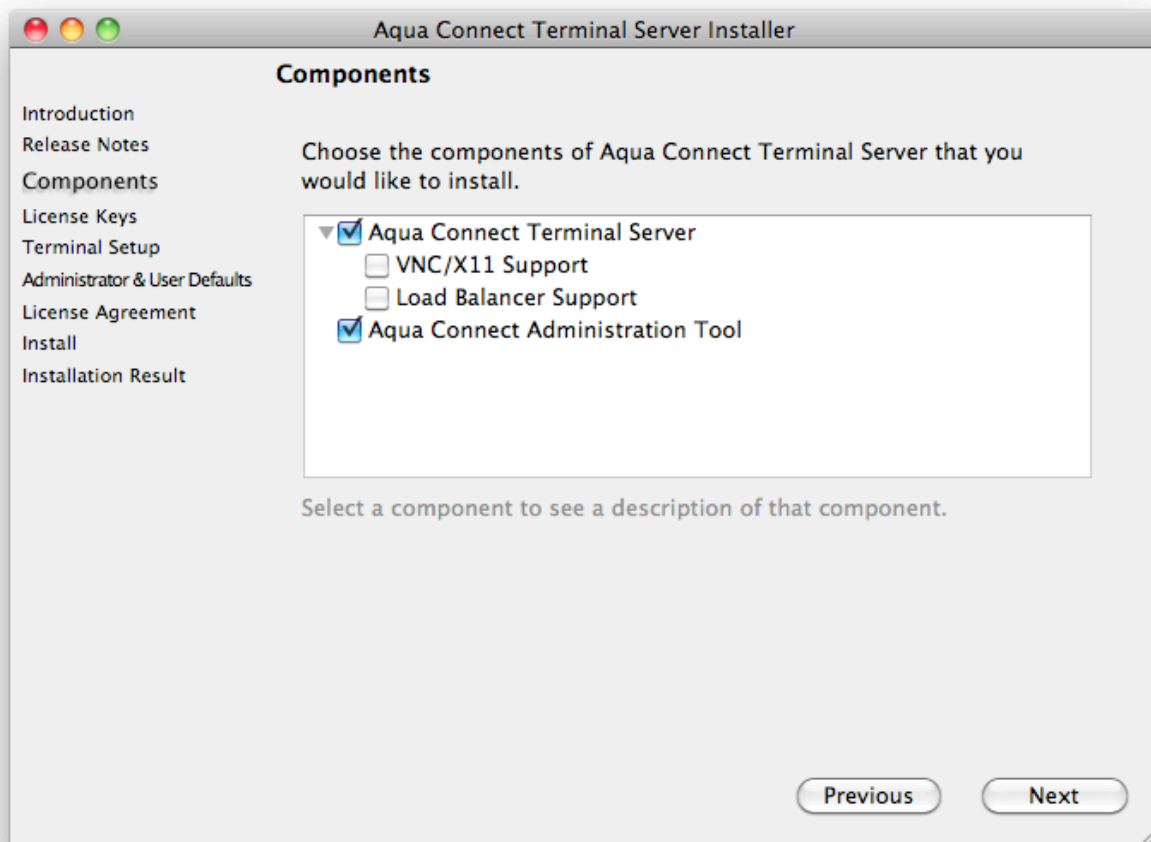 Aqua Connect Terminal Server Installer
Components
Introduction
Release Notes
Components
License Keys
Terminal Setup
Administrator & User Defaults
License Agreement
Install
Installation Result
Choose the components of Aqua Connect Terminal Server that you
would like to install.
Aqua Connect Terminal Server
VNC/X11 Support
Load Balancer Support
Aqua Connect Administration Tool
Select a component to see a description of that component.
Previous
Next